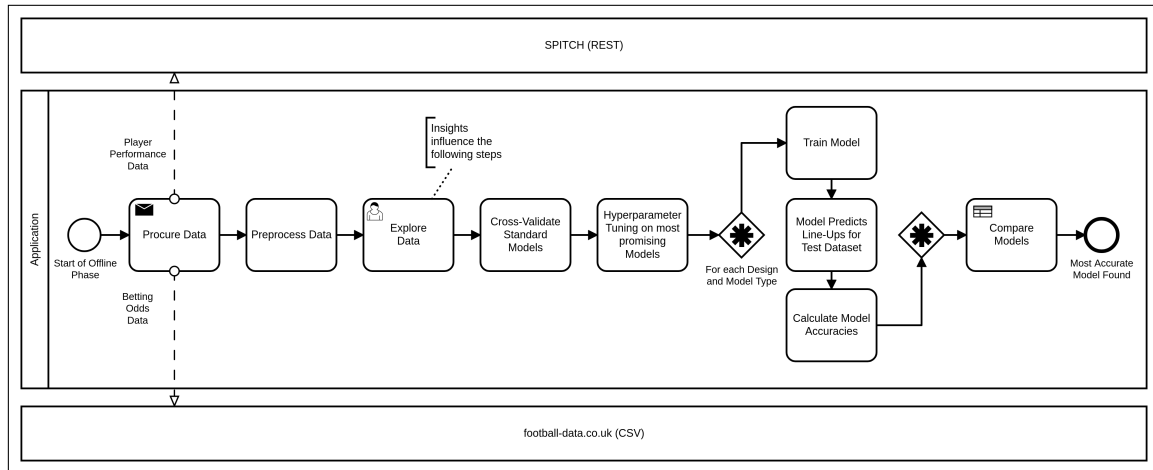 SPITCH (REST)
Application
Player
Performance
Data
Insights
influence the
following steps
Start of Offline
Phase
Procure Data
Betting
Odds
Data
Preprocess Data
Explore
Data
Cross-Validate
Standard
Models
Hyperparameter
Tuning on most
promising
Models
For each Design
and Model Type
Train Model
Model Predicts
Line-Ups for
Test Dataset
Calculate Model
Accuracies
Compare
Models
Most Accurate
Model Found
football-data.co.uk (CSV)